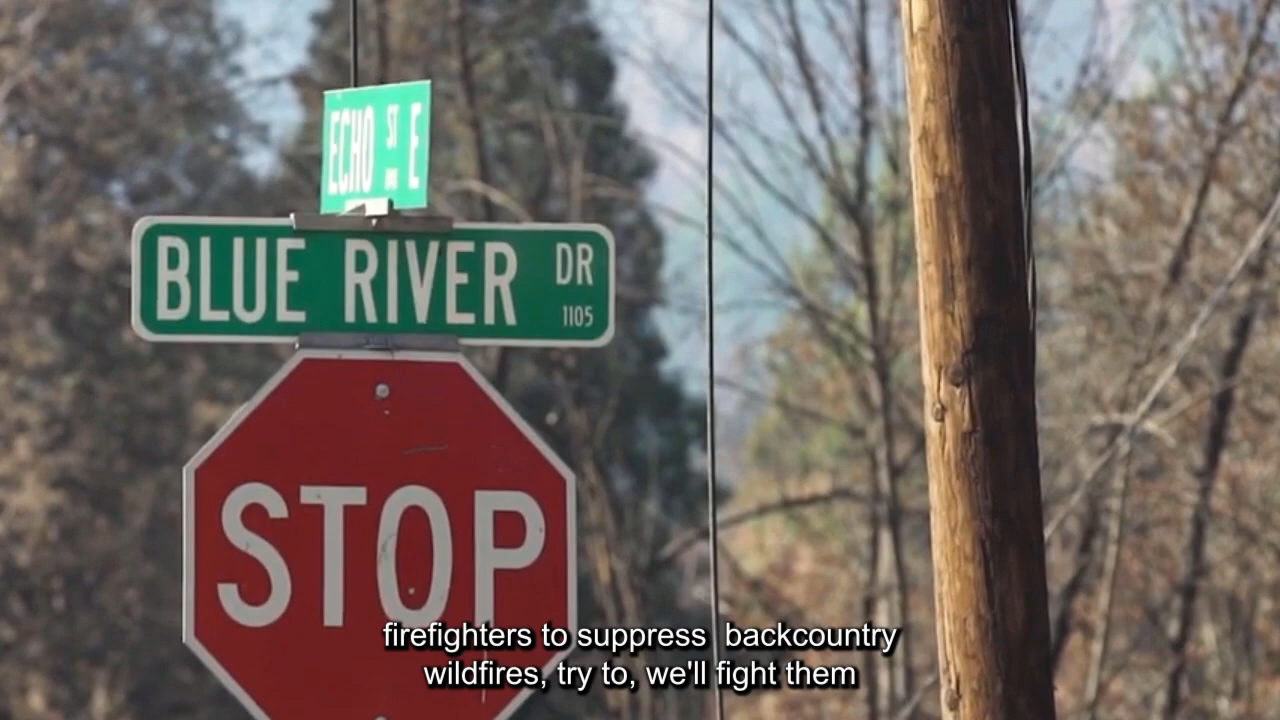 ECHO ST E
BLUE RIVER DR
1105
STOP
firefighters to suppress  backcountry
wildfires, try to, we'll fight them